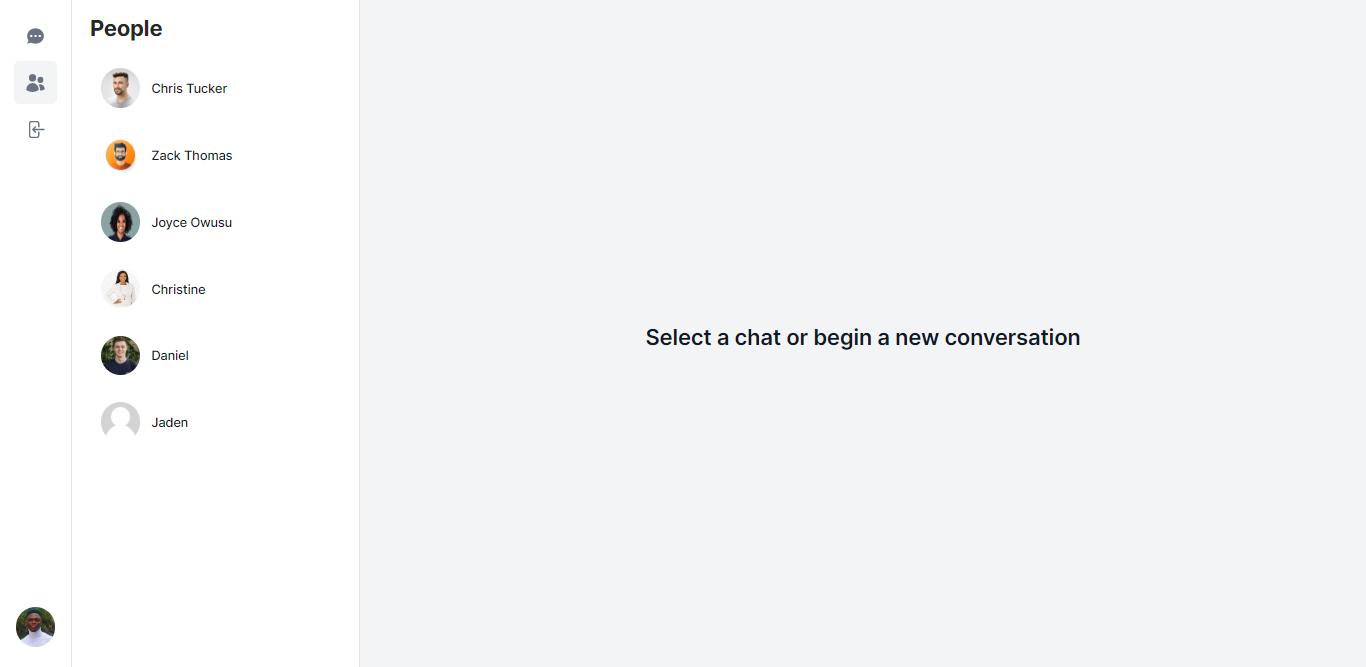 People
Chris Tucker
Zack Thomas
Joyce Owusu
Christine
Daniel
Jaden
Select a chat or begin a new conversation